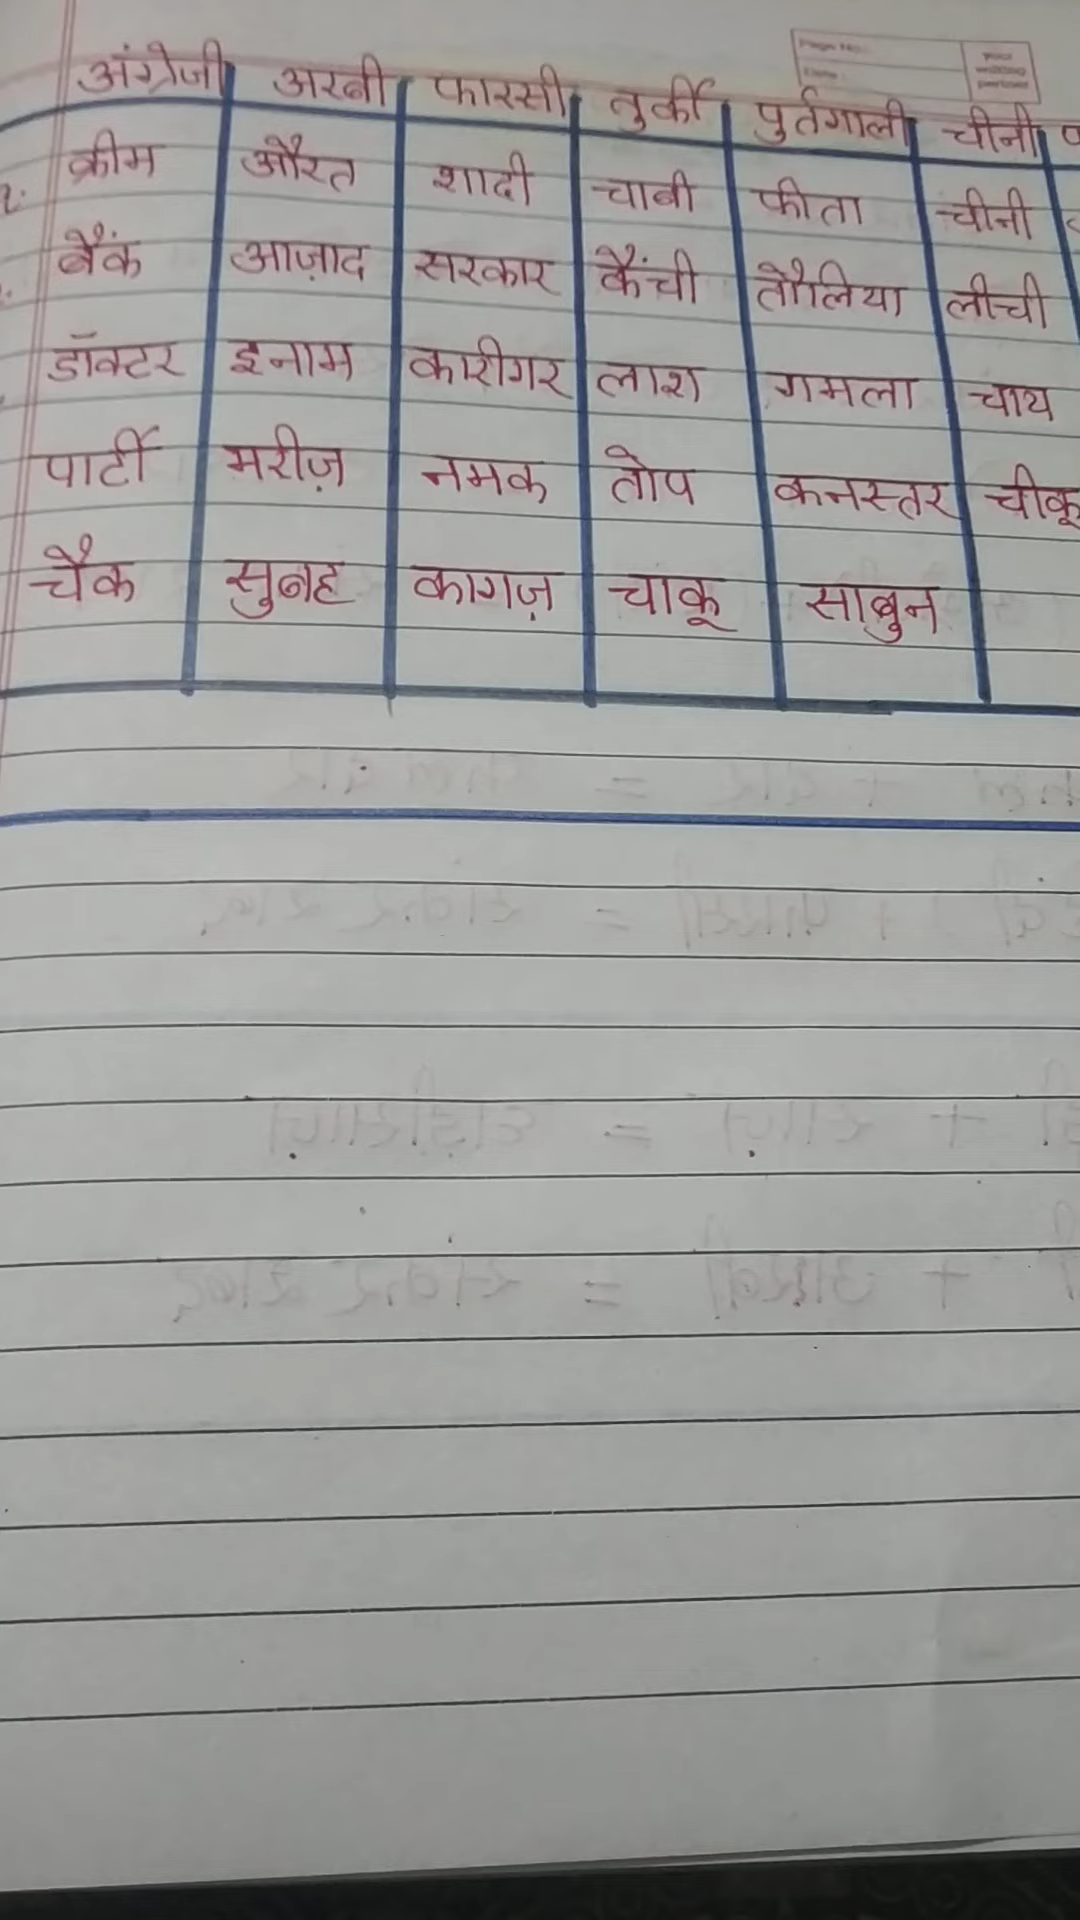 अंग्रेजी अरबी फारसी तुर्की पुर्तगाली चीनी
क्रीम औरत शादी चाबी फीता चीनी
बैंक आज़ाद सरकार कैंची तौलिया लीची
डॉक्टर इनाम कारीगर लाश गमला चाय
पार्टी मरीज़ नमक तोप कनस्तर चीकू
चैक सुबह कागज़ चाकू साबुन